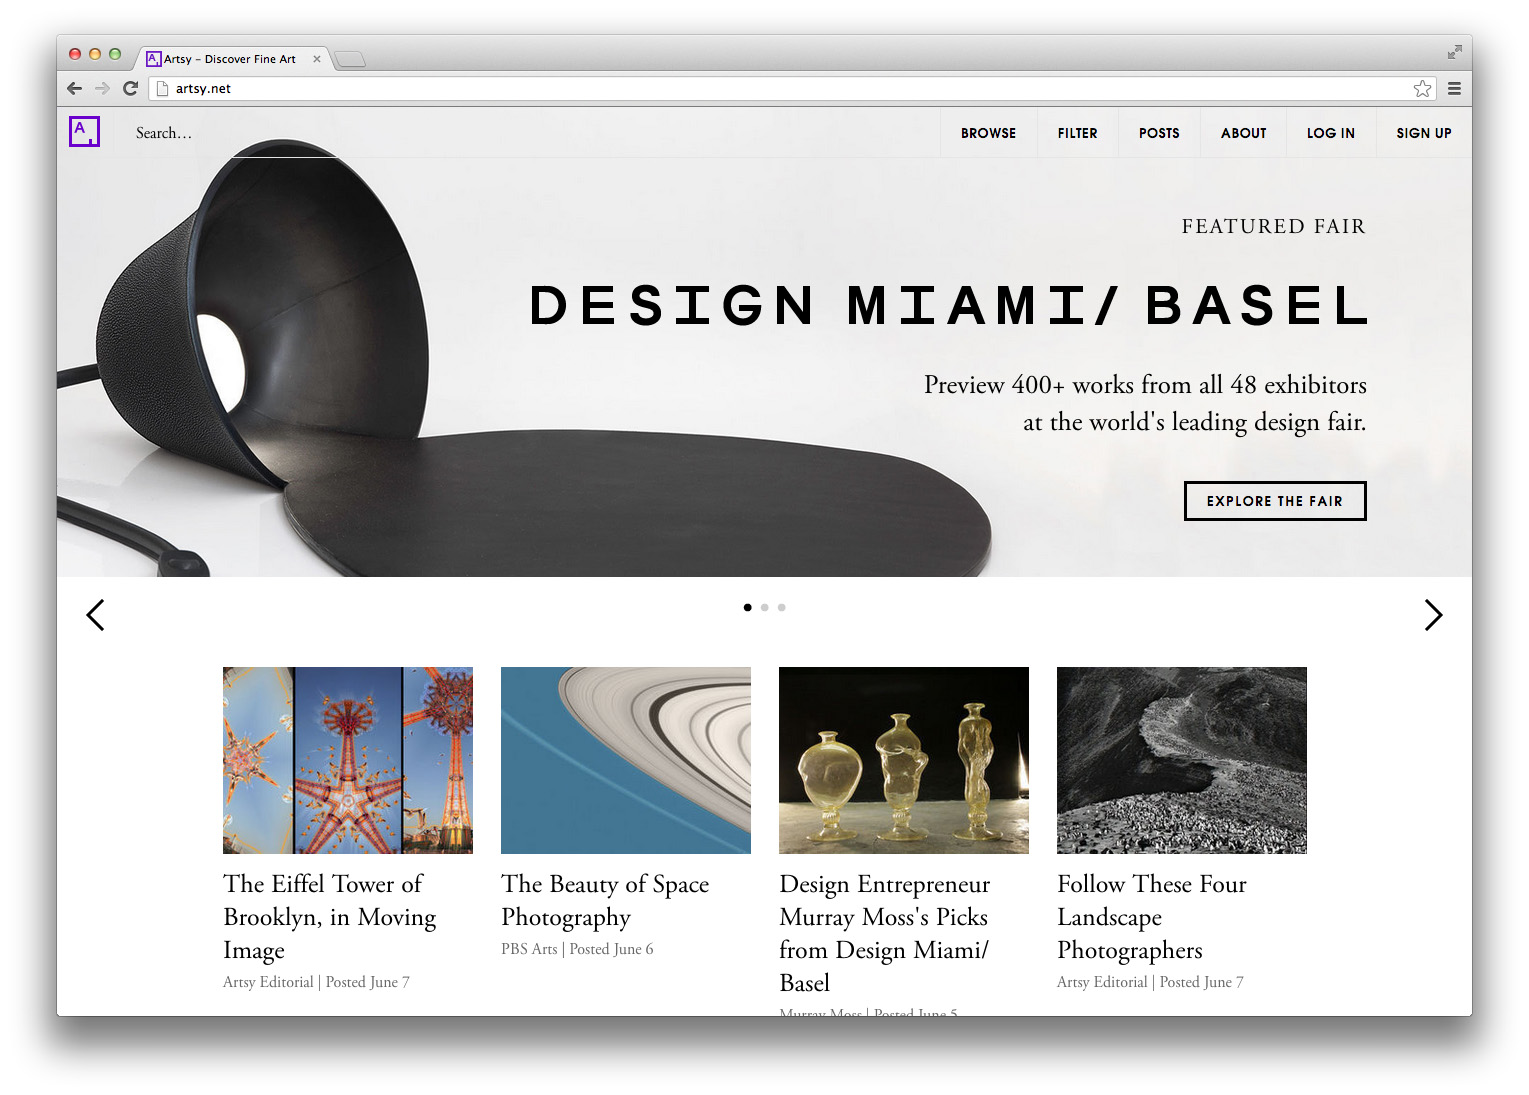 Artsy – Discover Fine Art
artsy.net
A
Search…
BROWSE
FILTER
POSTS
ABOUT
LOG IN
SIGN UP
FEATURED FAIR
DESIGN MIAMI/ BASEL
Preview 400+ works from all 48 exhibitors
at the world's leading design fair.
EXPLORE THE FAIR
The Eiffel Tower of
Brooklyn, in Moving
Image
Artsy Editorial | Posted June 7
The Beauty of Space
Photography
PBS Arts | Posted June 6
Design Entrepreneur
Murray Moss's Picks
from Design Miami/
Basel
Murray Moss | Posted June 5
Follow These Four
Landscape
Photographers
Artsy Editorial | Posted June 7